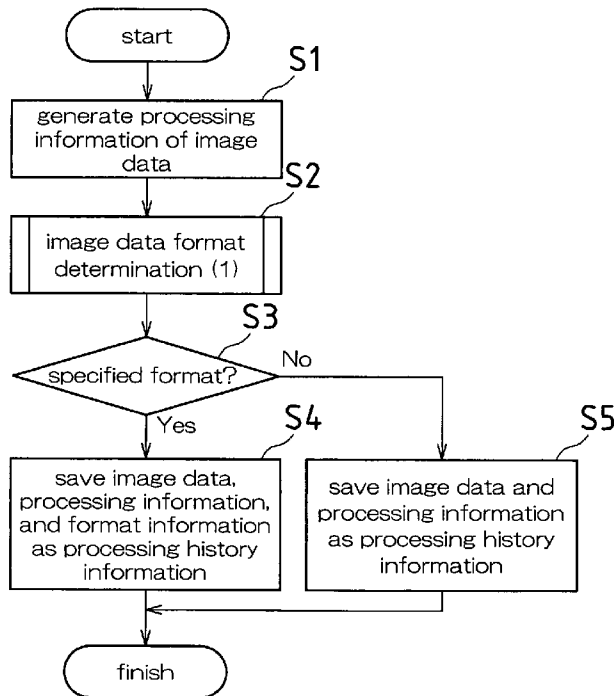 start
S1
generate processing
information of image
data
S2
image data format
determination (1)
S3
specified format?
No
Yes
S4
save image data,
processing information,
and format information
as processing history
information
S5
save image data and
processing information
as processing history
information
finish